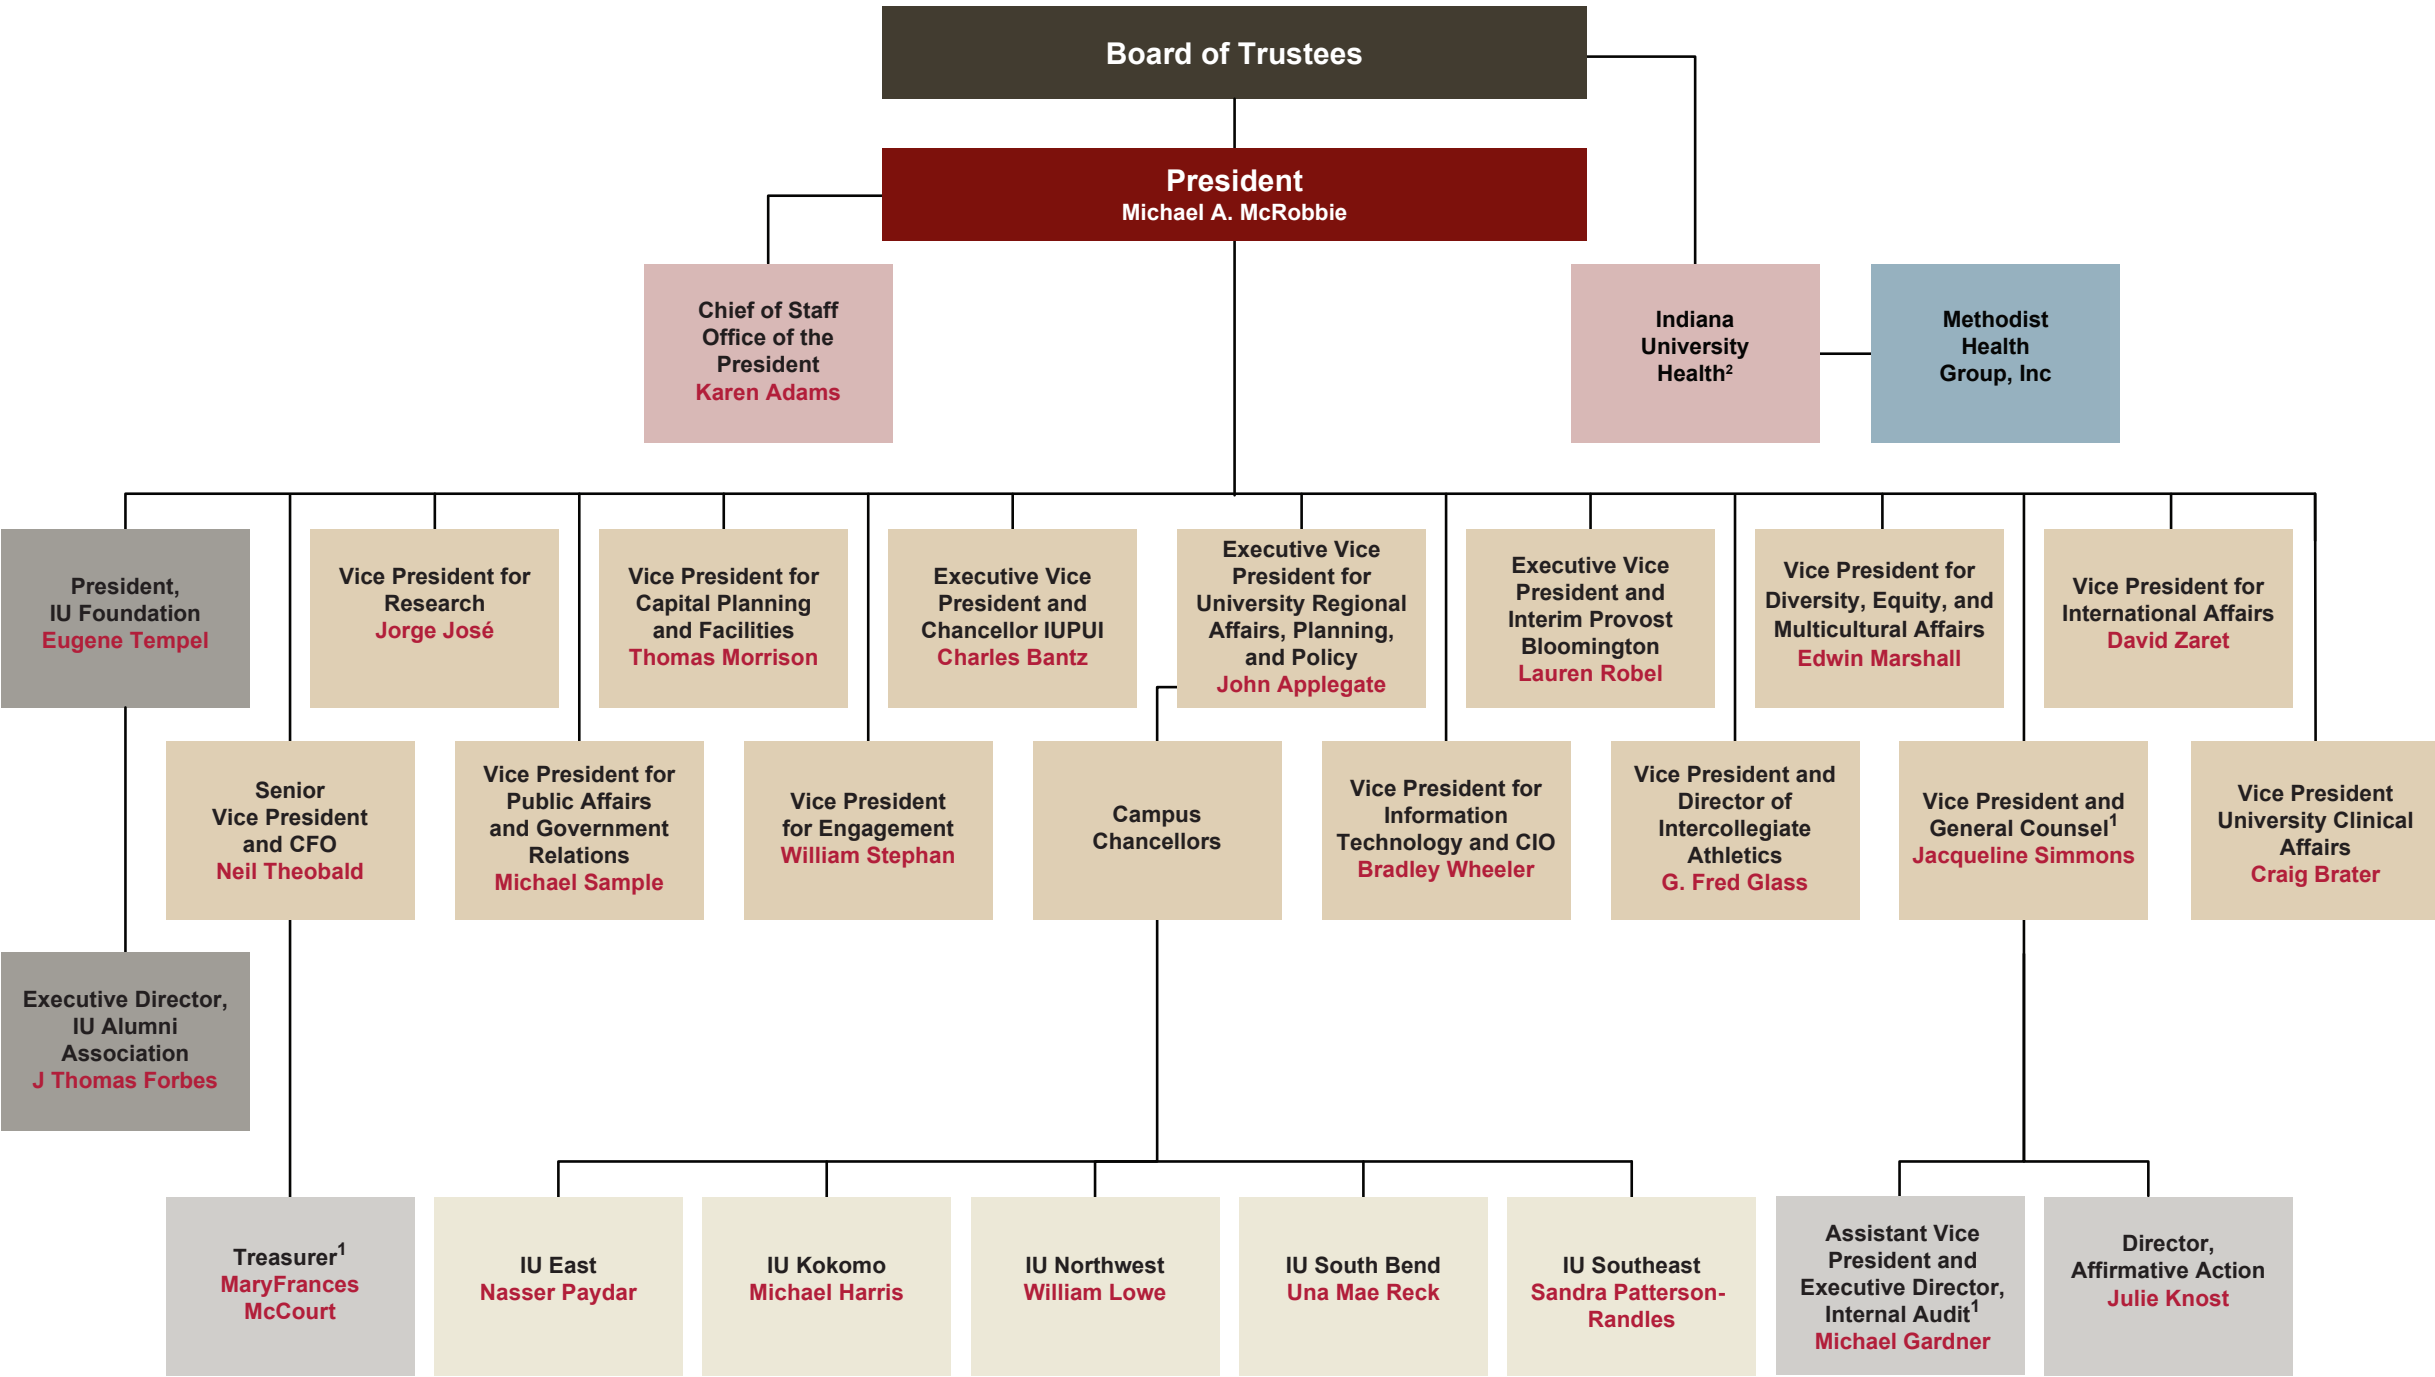 Board of Trustees
President
Michael A. McRobbie
Chief of Staff
Office of the
President
Karen Adams
Indiana
University
Health²
Methodist
Health
Group, Inc
President,
IU Foundation
Eugene Tempel
Vice President for
Research
Jorge José
Vice President for
Capital Planning
and Facilities
Thomas Morrison
Executive Vice
President and
Chancellor IUPUI
Charles Bantz
Executive Vice
President for
University Regional
Affairs, Planning,
and Policy
John Applegate
Executive Vice
President and
Interim Provost
Bloomington
Lauren Robel
Vice President for
Diversity, Equity, and
Multicultural Affairs
Edwin Marshall
Vice President for
International Affairs
David Zaret
Senior
Vice President
and CFO
Neil Theobald
Vice President for
Public Affairs
and Government
Relations
Michael Sample
Vice President
for Engagement
William Stephan
Campus
Chancellors
Vice President for
Information
Technology and CIO
Bradley Wheeler
Vice President and
Director of
Intercollegiate
Athletics
G. Fred Glass
Vice President and
General Counsel¹
Jacqueline Simmons
Vice President
University Clinical
Affairs
Craig Brater
Executive Director,
IU Alumni
Association
J Thomas Forbes
Treasurer¹
MaryFrances
McCourt
IU East
Nasser Paydar
IU Kokomo
Michael Harris
IU Northwest
William Lowe
IU South Bend
Una Mae Reck
IU Southeast
Sandra Patterson-
Randles
Assistant Vice
President and
Executive Director,
Internal Audit¹
Michael Gardner
Director,
Affirmative Action
Julie Knost